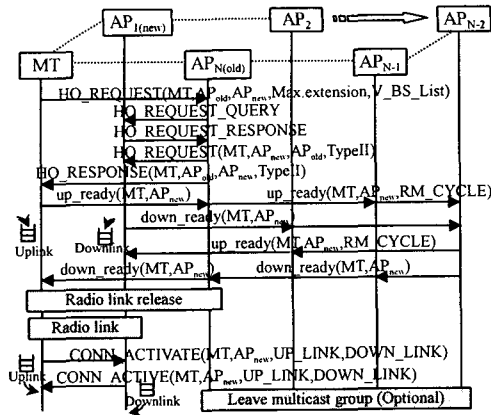 AP1(new) AP2 APN-2
MT APN(old) APN-1
HO_REQUEST(MT,APold,APnew,Max.extension,V_BS_List)
HO_REQUEST_QUERY
HO_REQUEST_RESPONSE
HO_REQUEST(MT,APnew,APold,TypeII)
HO_RESPONSE(MT,APold,APnew,TypeII)
up_ready(MT,APnew) up_ready(MT,APnew,RM_CYCLE)
down_ready(MT,APnew)
Uplink Downlink up_ready(MT,APnew,RM_CYCLE)
down_ready(MT,APnew) down_ready(MT,APnew)
Radio link release
Radio link
CONN_ACTIVATE(MT,APnew,UP_LINK,DOWN_LINK)
Uplink CONN_ACTIVE(MT,APnew,UP_LINK,DOWN_LINK)
Downlink Leave multicast group (Optional)